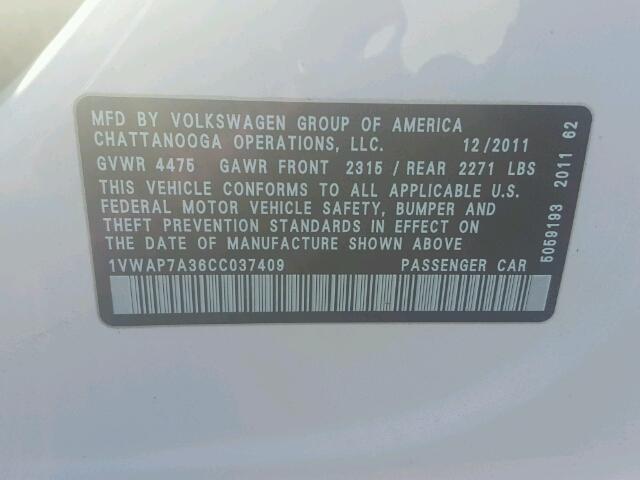 MFD BY VOLKSWAGEN GROUP OF AMERICA
CHATTANOOGA OPERATIONS, LLC. 12/2011
GVWR 4475 GAWR FRONT 2315 / REAR 2271 LBS
THIS VEHICLE CONFORMS TO ALL APPLICABLE U.S.
FEDERAL MOTOR VEHICLE SAFETY, BUMPER AND
THEFT PREVENTION STANDARDS IN EFFECT ON THE
DATE OF MANUFACTURE SHOWN ABOVE
1VWAP7A36CC037409 PASSENGER CAR
5059193 2011 62